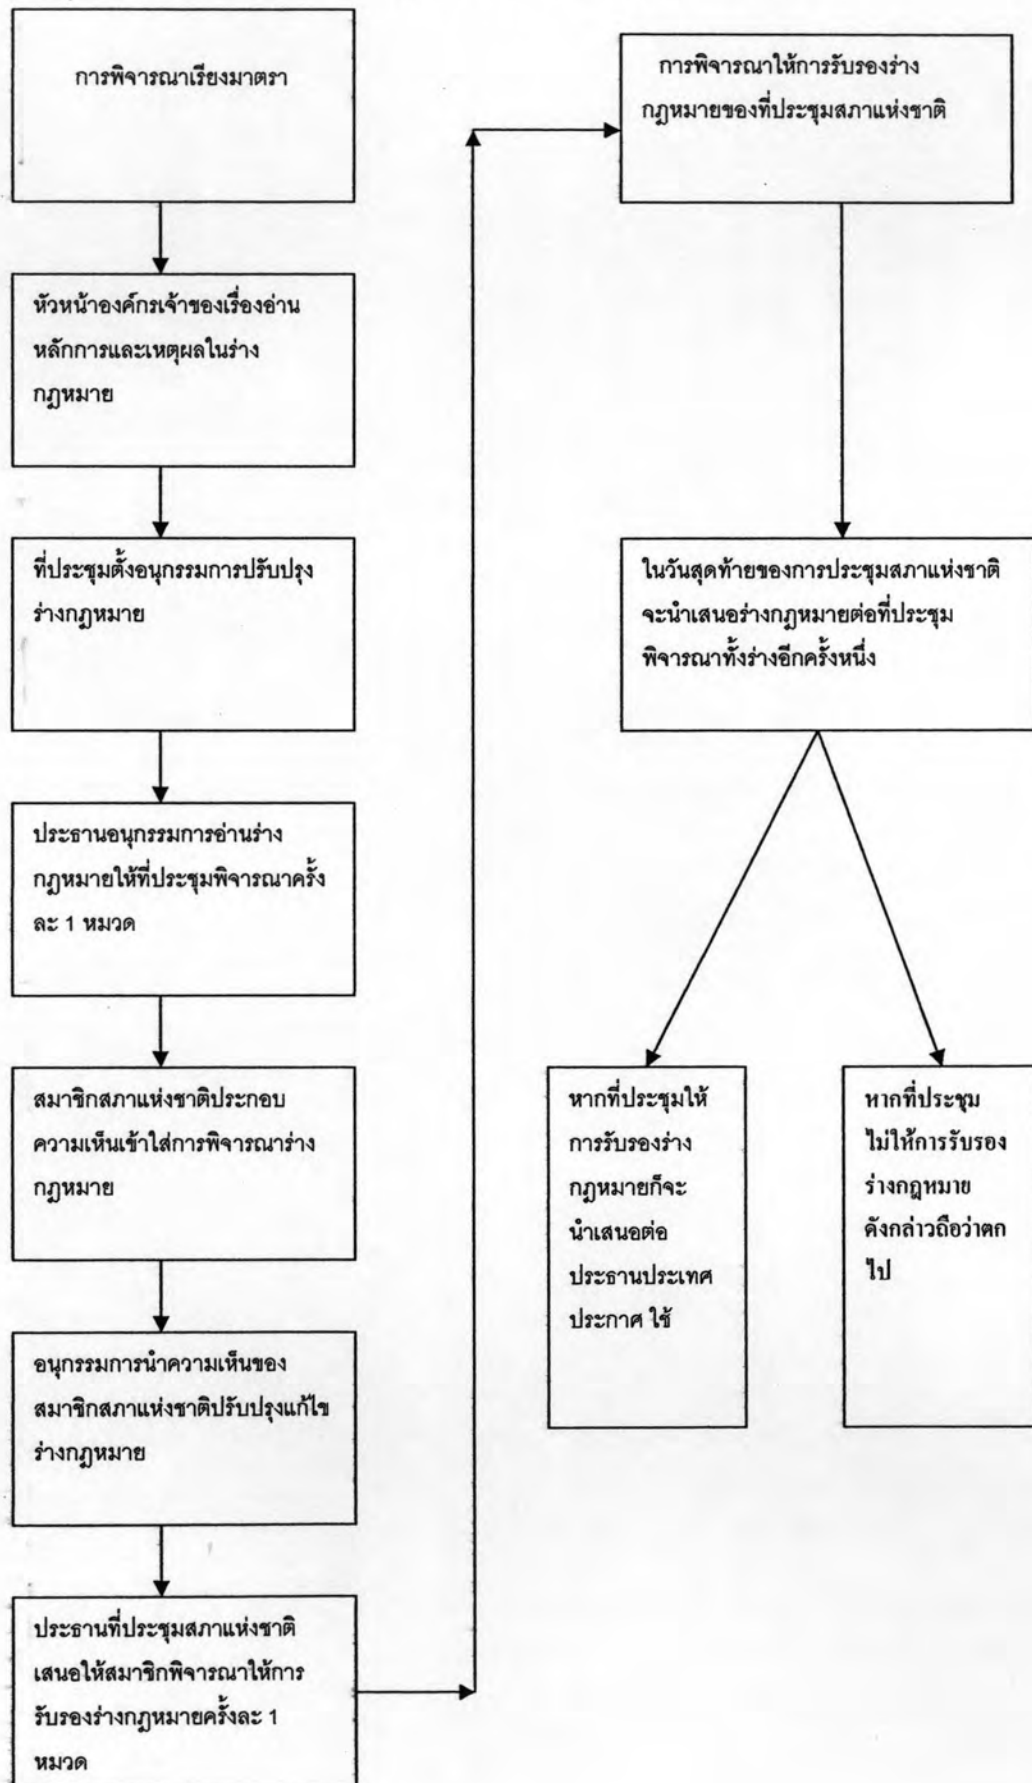 การพิจารณาเรียงมาตรา
หัวหน้าองค์กรเจ้าของเรื่องอ่าน
หลักการและเหตุผลในร่าง
กฎหมาย
ที่ประชุมตั้งอนุกรรมการปรับปรุง
ร่างกฎหมาย
ประธานอนุกรรมการอ่านร่าง
กฎหมายให้ที่ประชุมพิจารณาครั้ง
ละ 1 หมวด
สมาชิกสภาแห่งชาติประกอบ
ความเห็นเข้าใส่การพิจารณาร่าง
กฎหมาย
อนุกรรมการนำความเห็นของ
สมาชิกสภาแห่งชาติปรับปรุงแก้ไข
ร่างกฎหมาย
ประธานที่ประชุมสภาแห่งชาติ
เสนอให้สมาชิกพิจารณาให้การ
รับรองร่างกฎหมายครั้งละ 1
หมวด
การพิจารณาให้การรับรองร่าง
กฎหมายของที่ประชุมสภาแห่งชาติ
ในวันสุดท้ายของการประชุมสภาแห่งชาติ
จะนำเสนอร่างกฎหมายต่อที่ประชุม
พิจารณาทั้งร่างอีกครั้งหนึ่ง
หากที่ประชุมให้
การรับรองร่าง
กฎหมายก็จะ
นำเสนอต่อ
ประธานประเทศ
ประกาศ ใช้
หากที่ประชุม
ไม่ให้การรับรอง
ร่างกฎหมาย
ดังกล่าวถือว่าตก
ไป